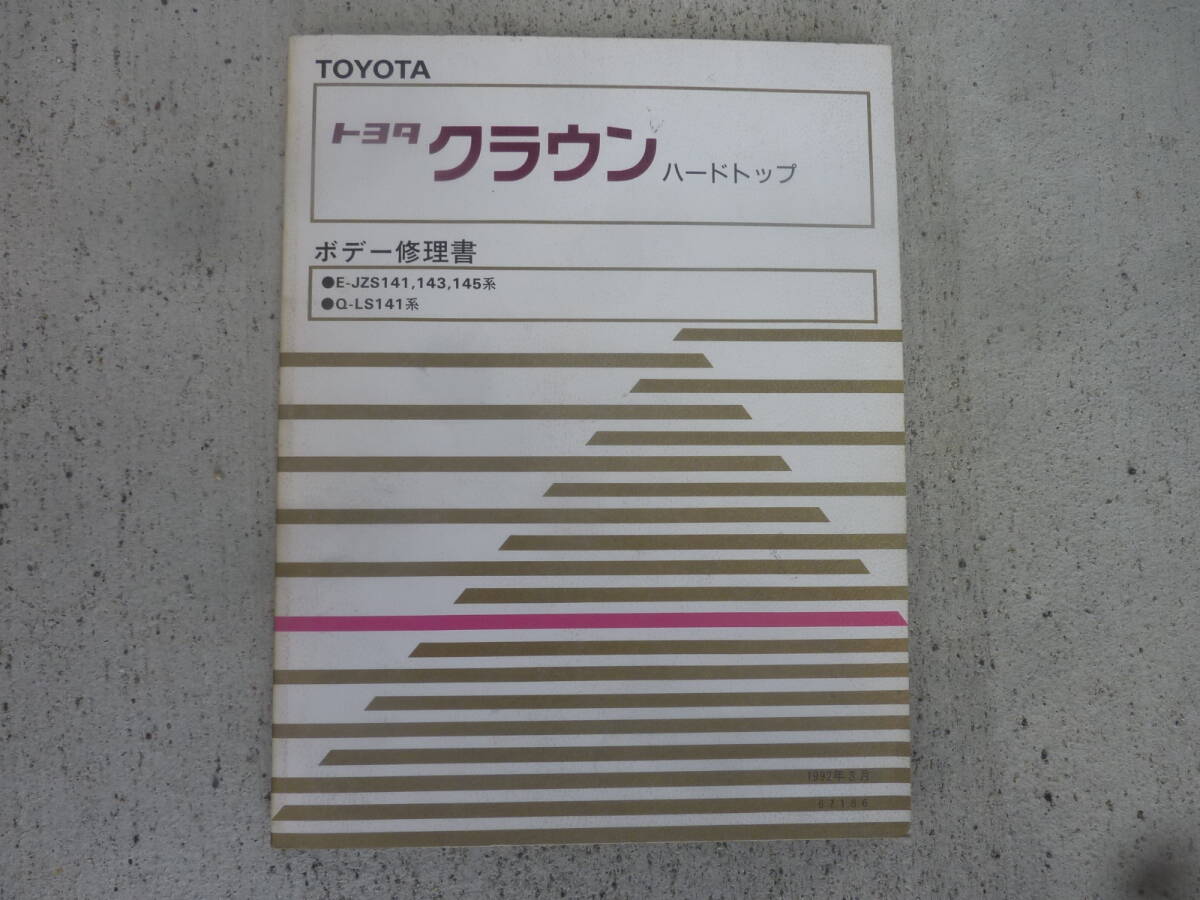 TOYOTA
トヨタ クラウン ハードトップ
ボデー修理書
●E-JZS141,143,145系
●Q-LS141系
1992年3月
67186